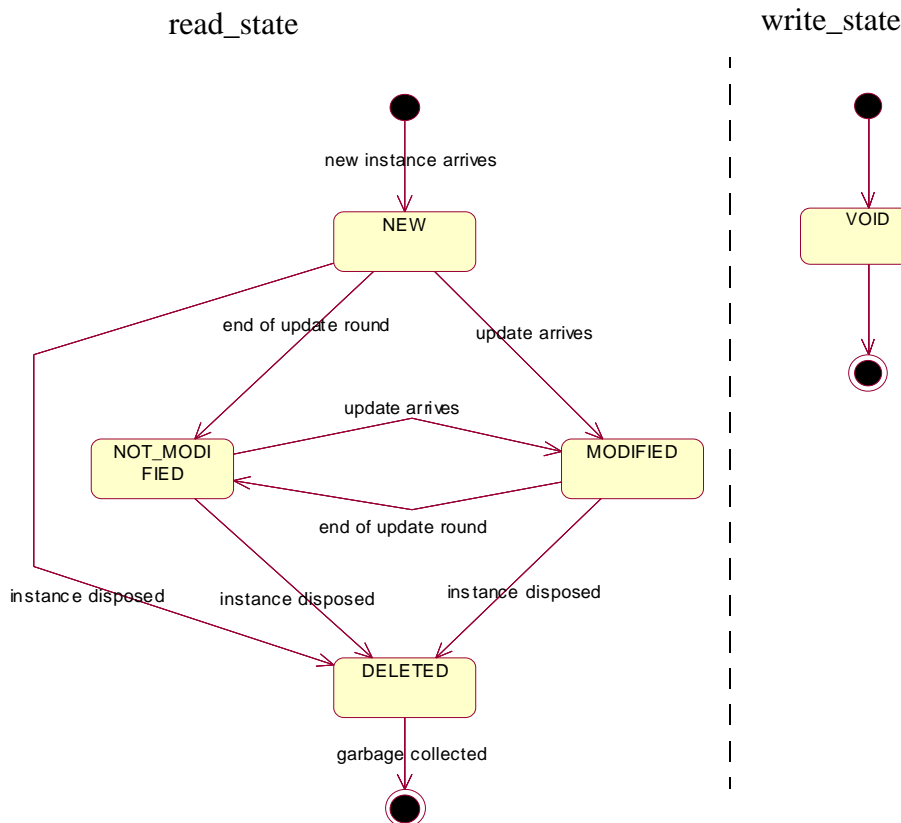 read_state
write_state
new instance arrives
NEW
VOID
end of update round
update arrives
update arrives
NOT_MODI
FIED
MODIFIED
end of update round
instance disposed
instance disposed
instance disposed
DELETED
garbage collected